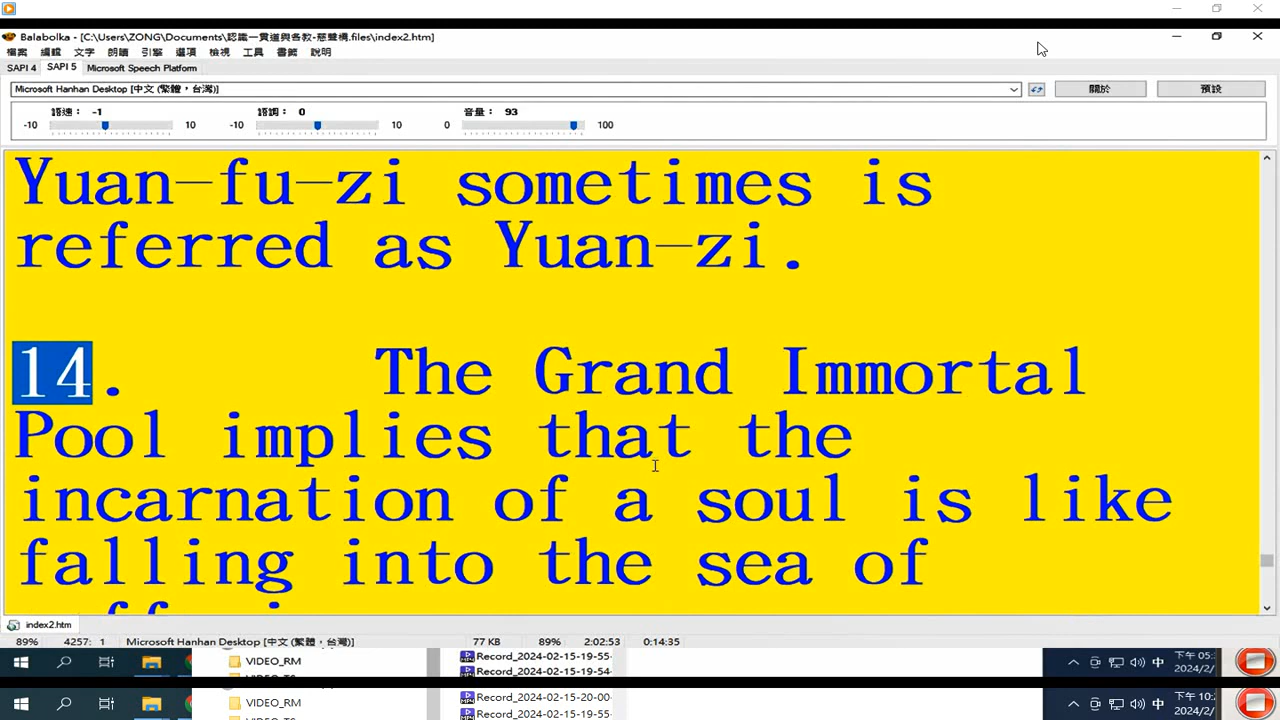 Balabolka - [C:\Users\ZONG\Documents\認識一貫道與各教-慈聲橋.files\index2.htm]
檔案 編輯 文字 朗讀 引擎 選項 檢視 工具 書籤 說明
SAPI 4 SAPI 5 Microsoft Speech Platform
Microsoft Hanhan Desktop [中文 (繁體，台灣)] 關於 預設
語速： -1 語調： 0 音量： 93
-10 10 -10 10 0 100
Yuan-fu-zi sometimes is
referred as Yuan-zi.
14. The Grand Immortal
Pool implies that the
incarnation of a soul is like
falling into the sea of
index2.htm
89% 4257: 1 Microsoft Hanhan Desktop [中文 (繁體，台灣)] 77 KB 89% 2:02:53 0:14:35
VIDEO_RM Record_2024-02-15-19-55- 中 下午 05:
Record_2024-02-15-19-54- 2024/2/
VIDEO_RM Record_2024-02-15-20-00- 中 下午 10:
Record_2024-02-15-19-55- 2024/2/